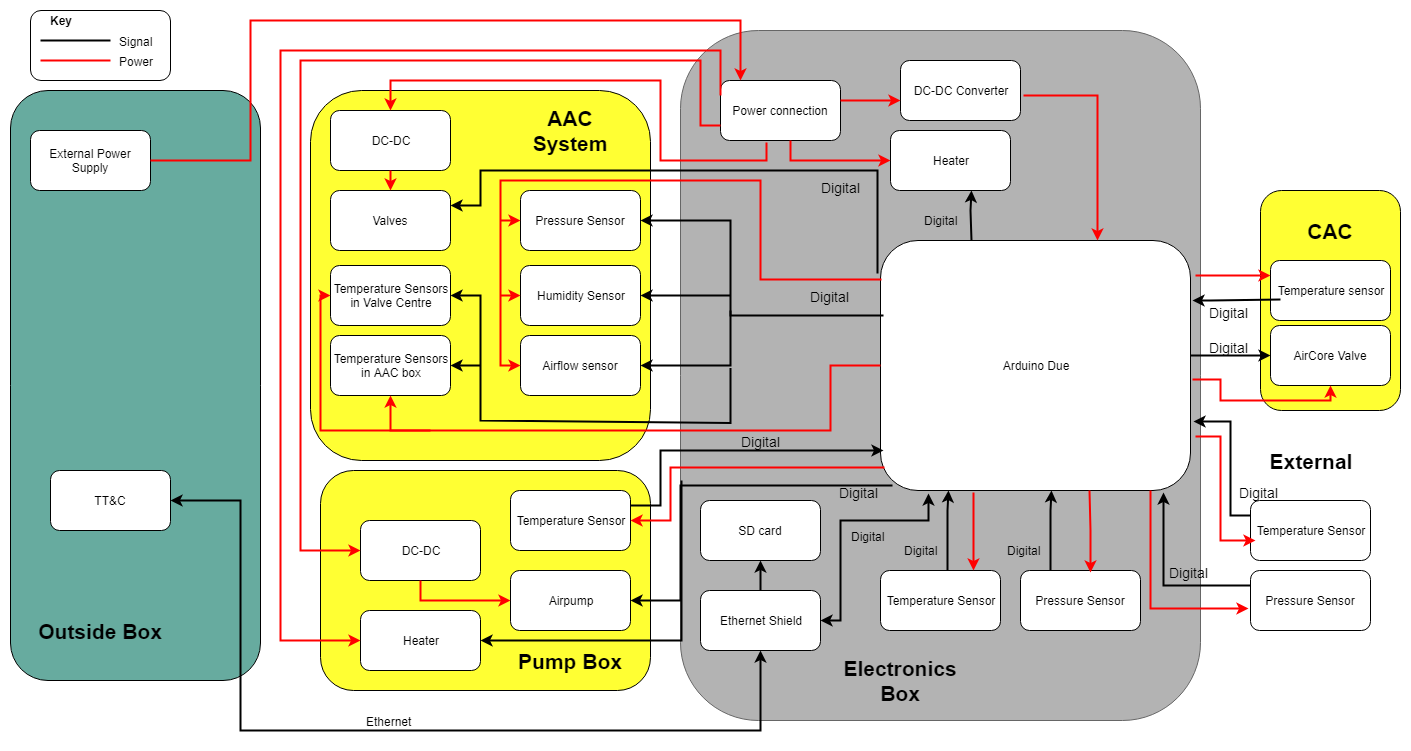 Key
Signal
Power
External Power
Supply
TT&C
Outside Box
AAC
System
DC-DC
Valves
Temperature Sensors
in Valve Centre
Temperature Sensors
in AAC box
Pressure Sensor
Humidity Sensor
Airflow sensor
Temperature Sensor
DC-DC
Airpump
Heater
Pump Box
Ethernet
Power connection
DC-DC Converter
Heater
Digital
Digital
Digital
Arduino Due
Digital
Digital
SD card
Digital
Digital
Digital
Ethernet Shield
Temperature Sensor
Pressure Sensor
Electronics
Box
CAC
Temperature sensor
Digital
Digital
AirCore Valve
External
Digital
Temperature Sensor
Digital
Pressure Sensor